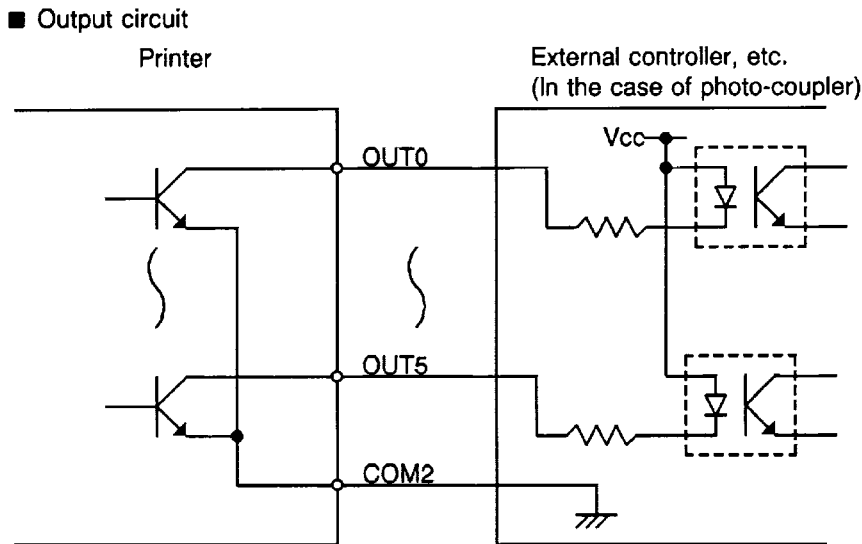 ■ Output circuit
Printer
External controller, etc.
(In the case of photo-coupler)
Vcc
OUT0
OUT5
COM2